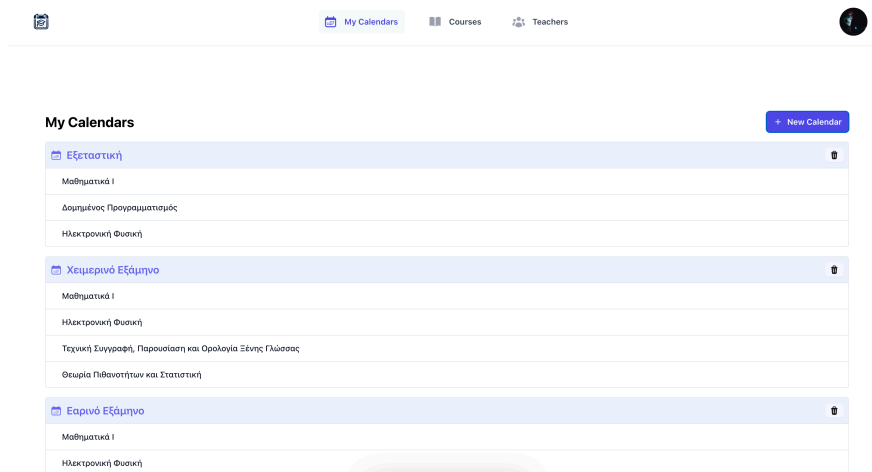 My Calendars
Courses
Teachers
My Calendars
+ New Calendar
Εξεταστική
Μαθηματικά Ι
Δομημένος Προγραμματισμός
Ηλεκτρονική Φυσική
Χειμερινό Εξάμηνο
Μαθηματικά Ι
Ηλεκτρονική Φυσική
Τεχνική Συγγραφή, Παρουσίαση και Ορολογία Ξένης Γλώσσας
Θεωρία Πιθανοτήτων και Στατιστική
Εαρινό Εξάμηνο
Μαθηματικά Ι
Ηλεκτρονική Φυσική